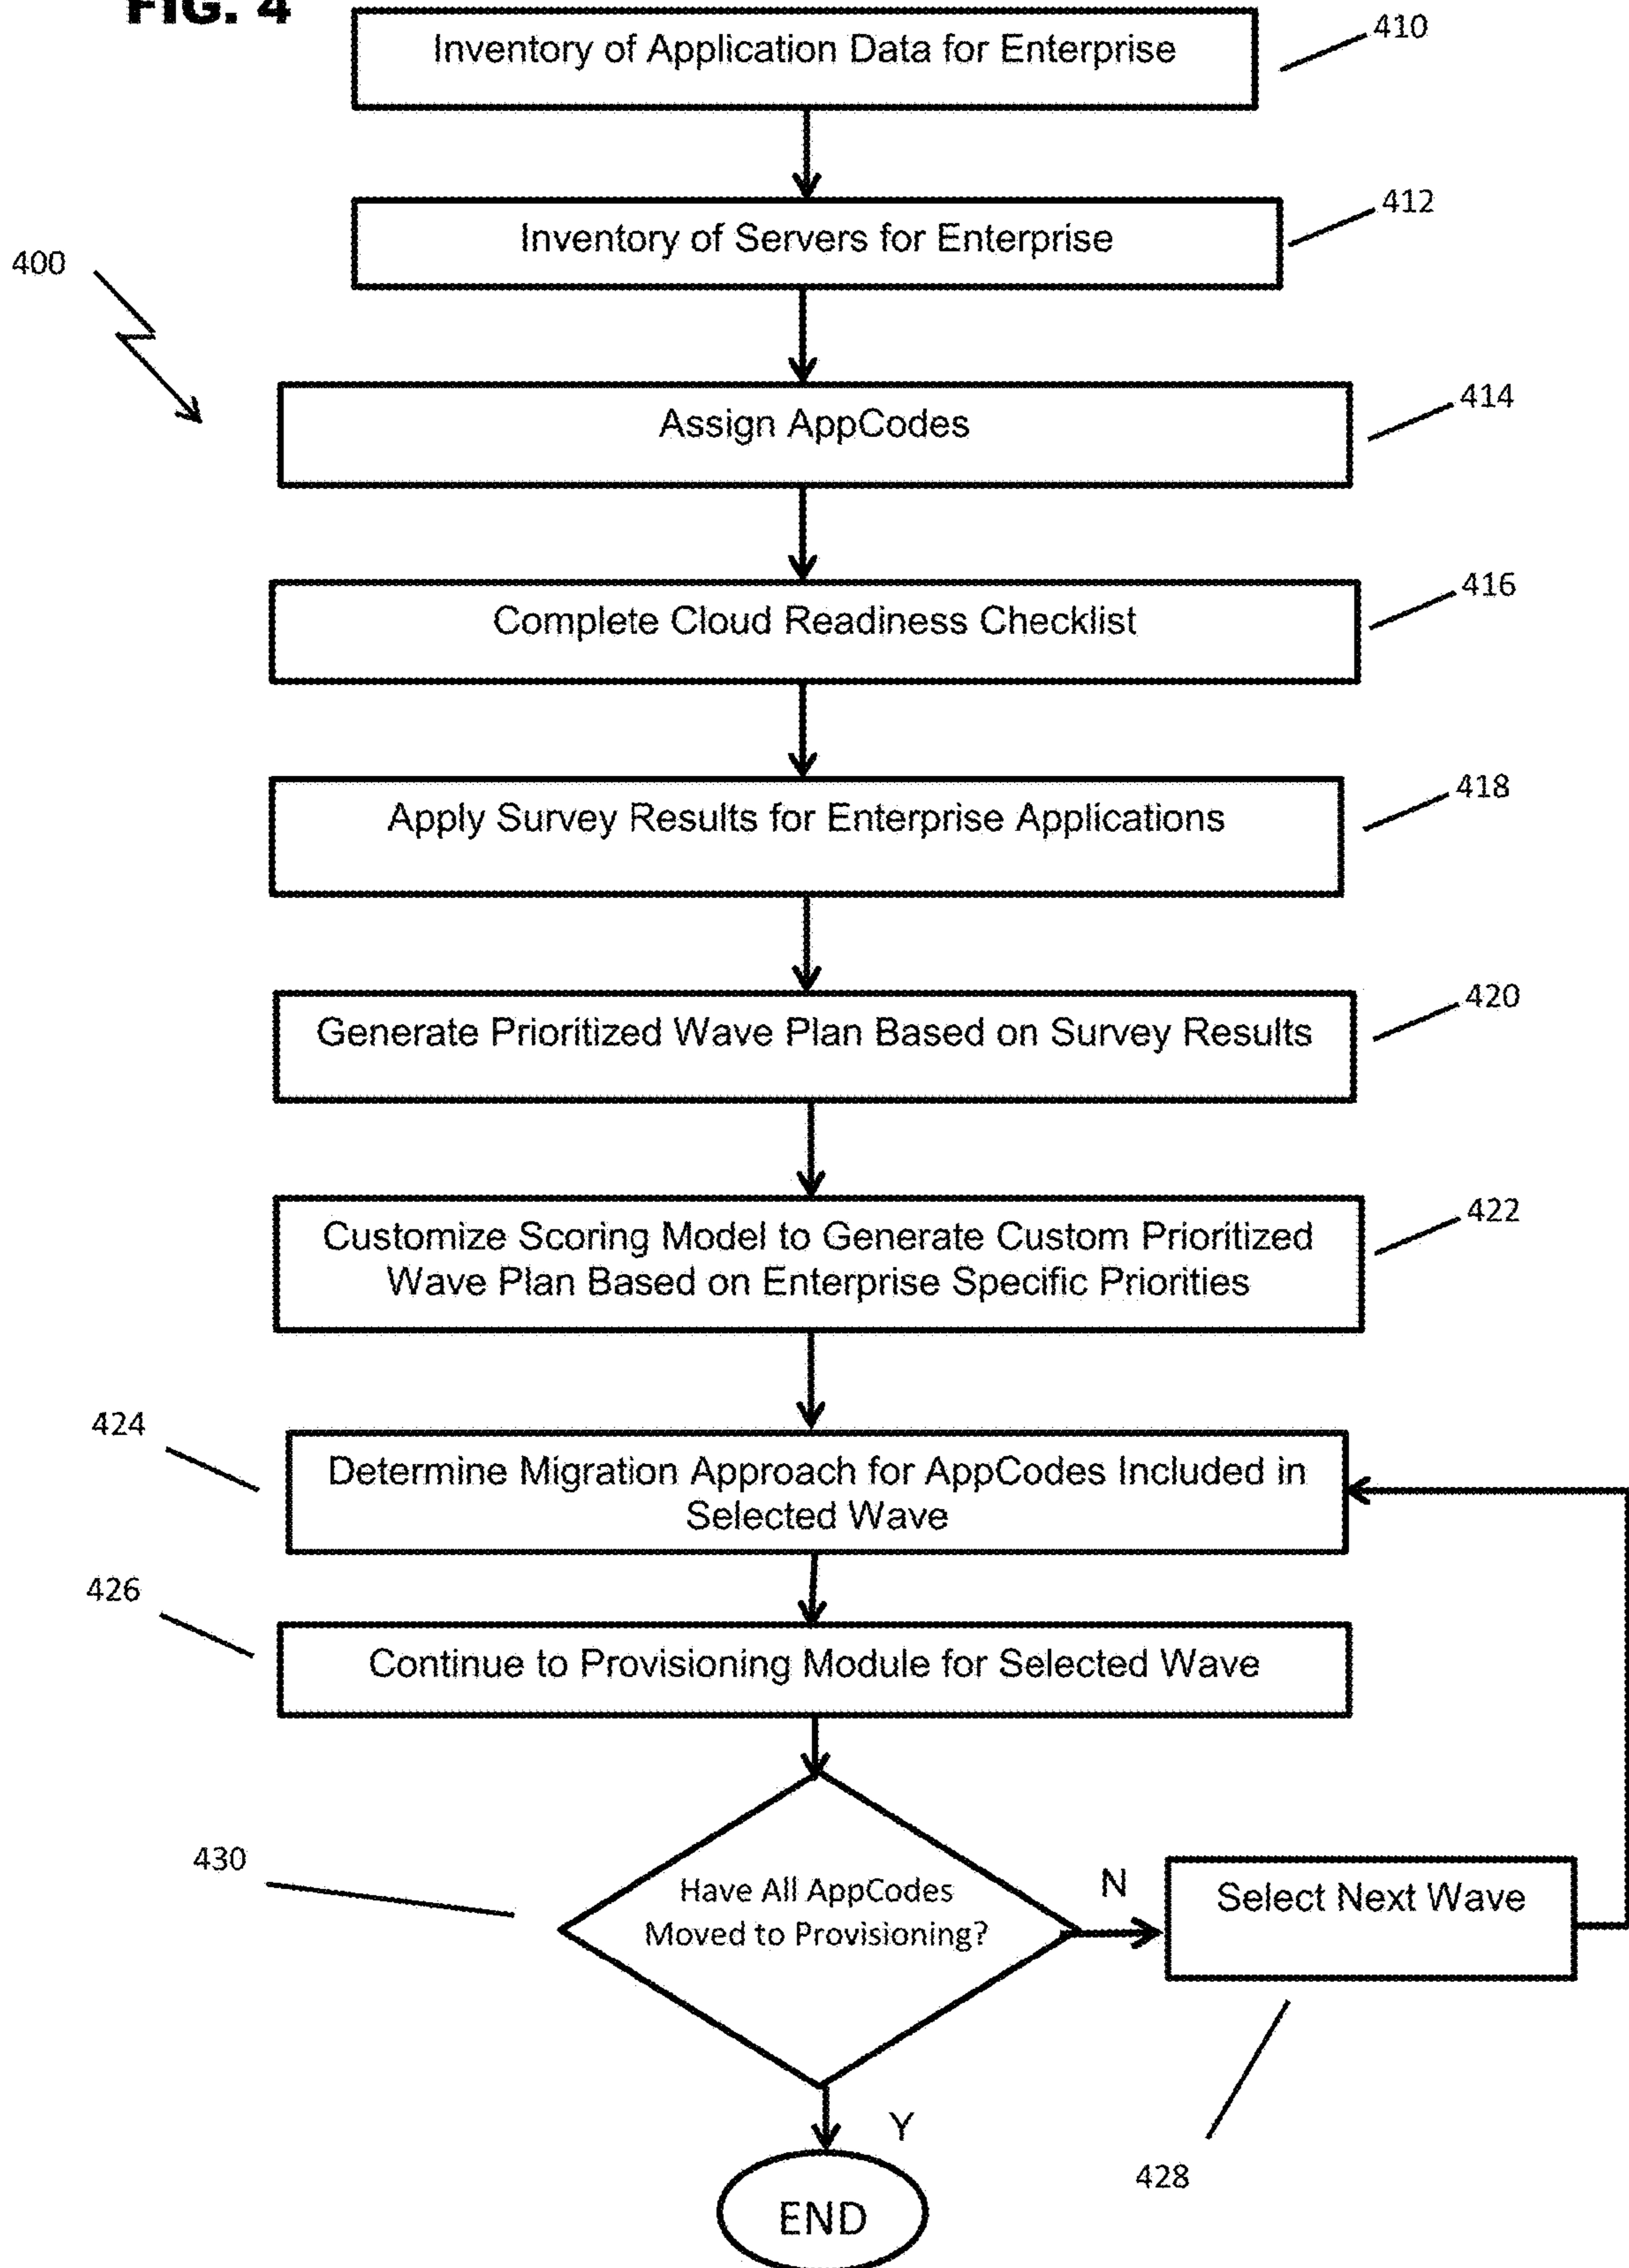 FIG. 4
Inventory of Application Data for Enterprise
410
Inventory of Servers for Enterprise
412
400
Assign AppCodes
414
Complete Cloud Readiness Checklist
416
Apply Survey Results for Enterprise Applications
418
Generate Prioritized Wave Plan Based on Survey Results
420
Customize Scoring Model to Generate Custom Prioritized
Wave Plan Based on Enterprise Specific Priorities
422
424
Determine Migration Approach for AppCodes Included in
Selected Wave
426
Continue to Provisioning Module for Selected Wave
430
Have All AppCodes
Moved to Provisioning?
N
Select Next Wave
Y
428
END